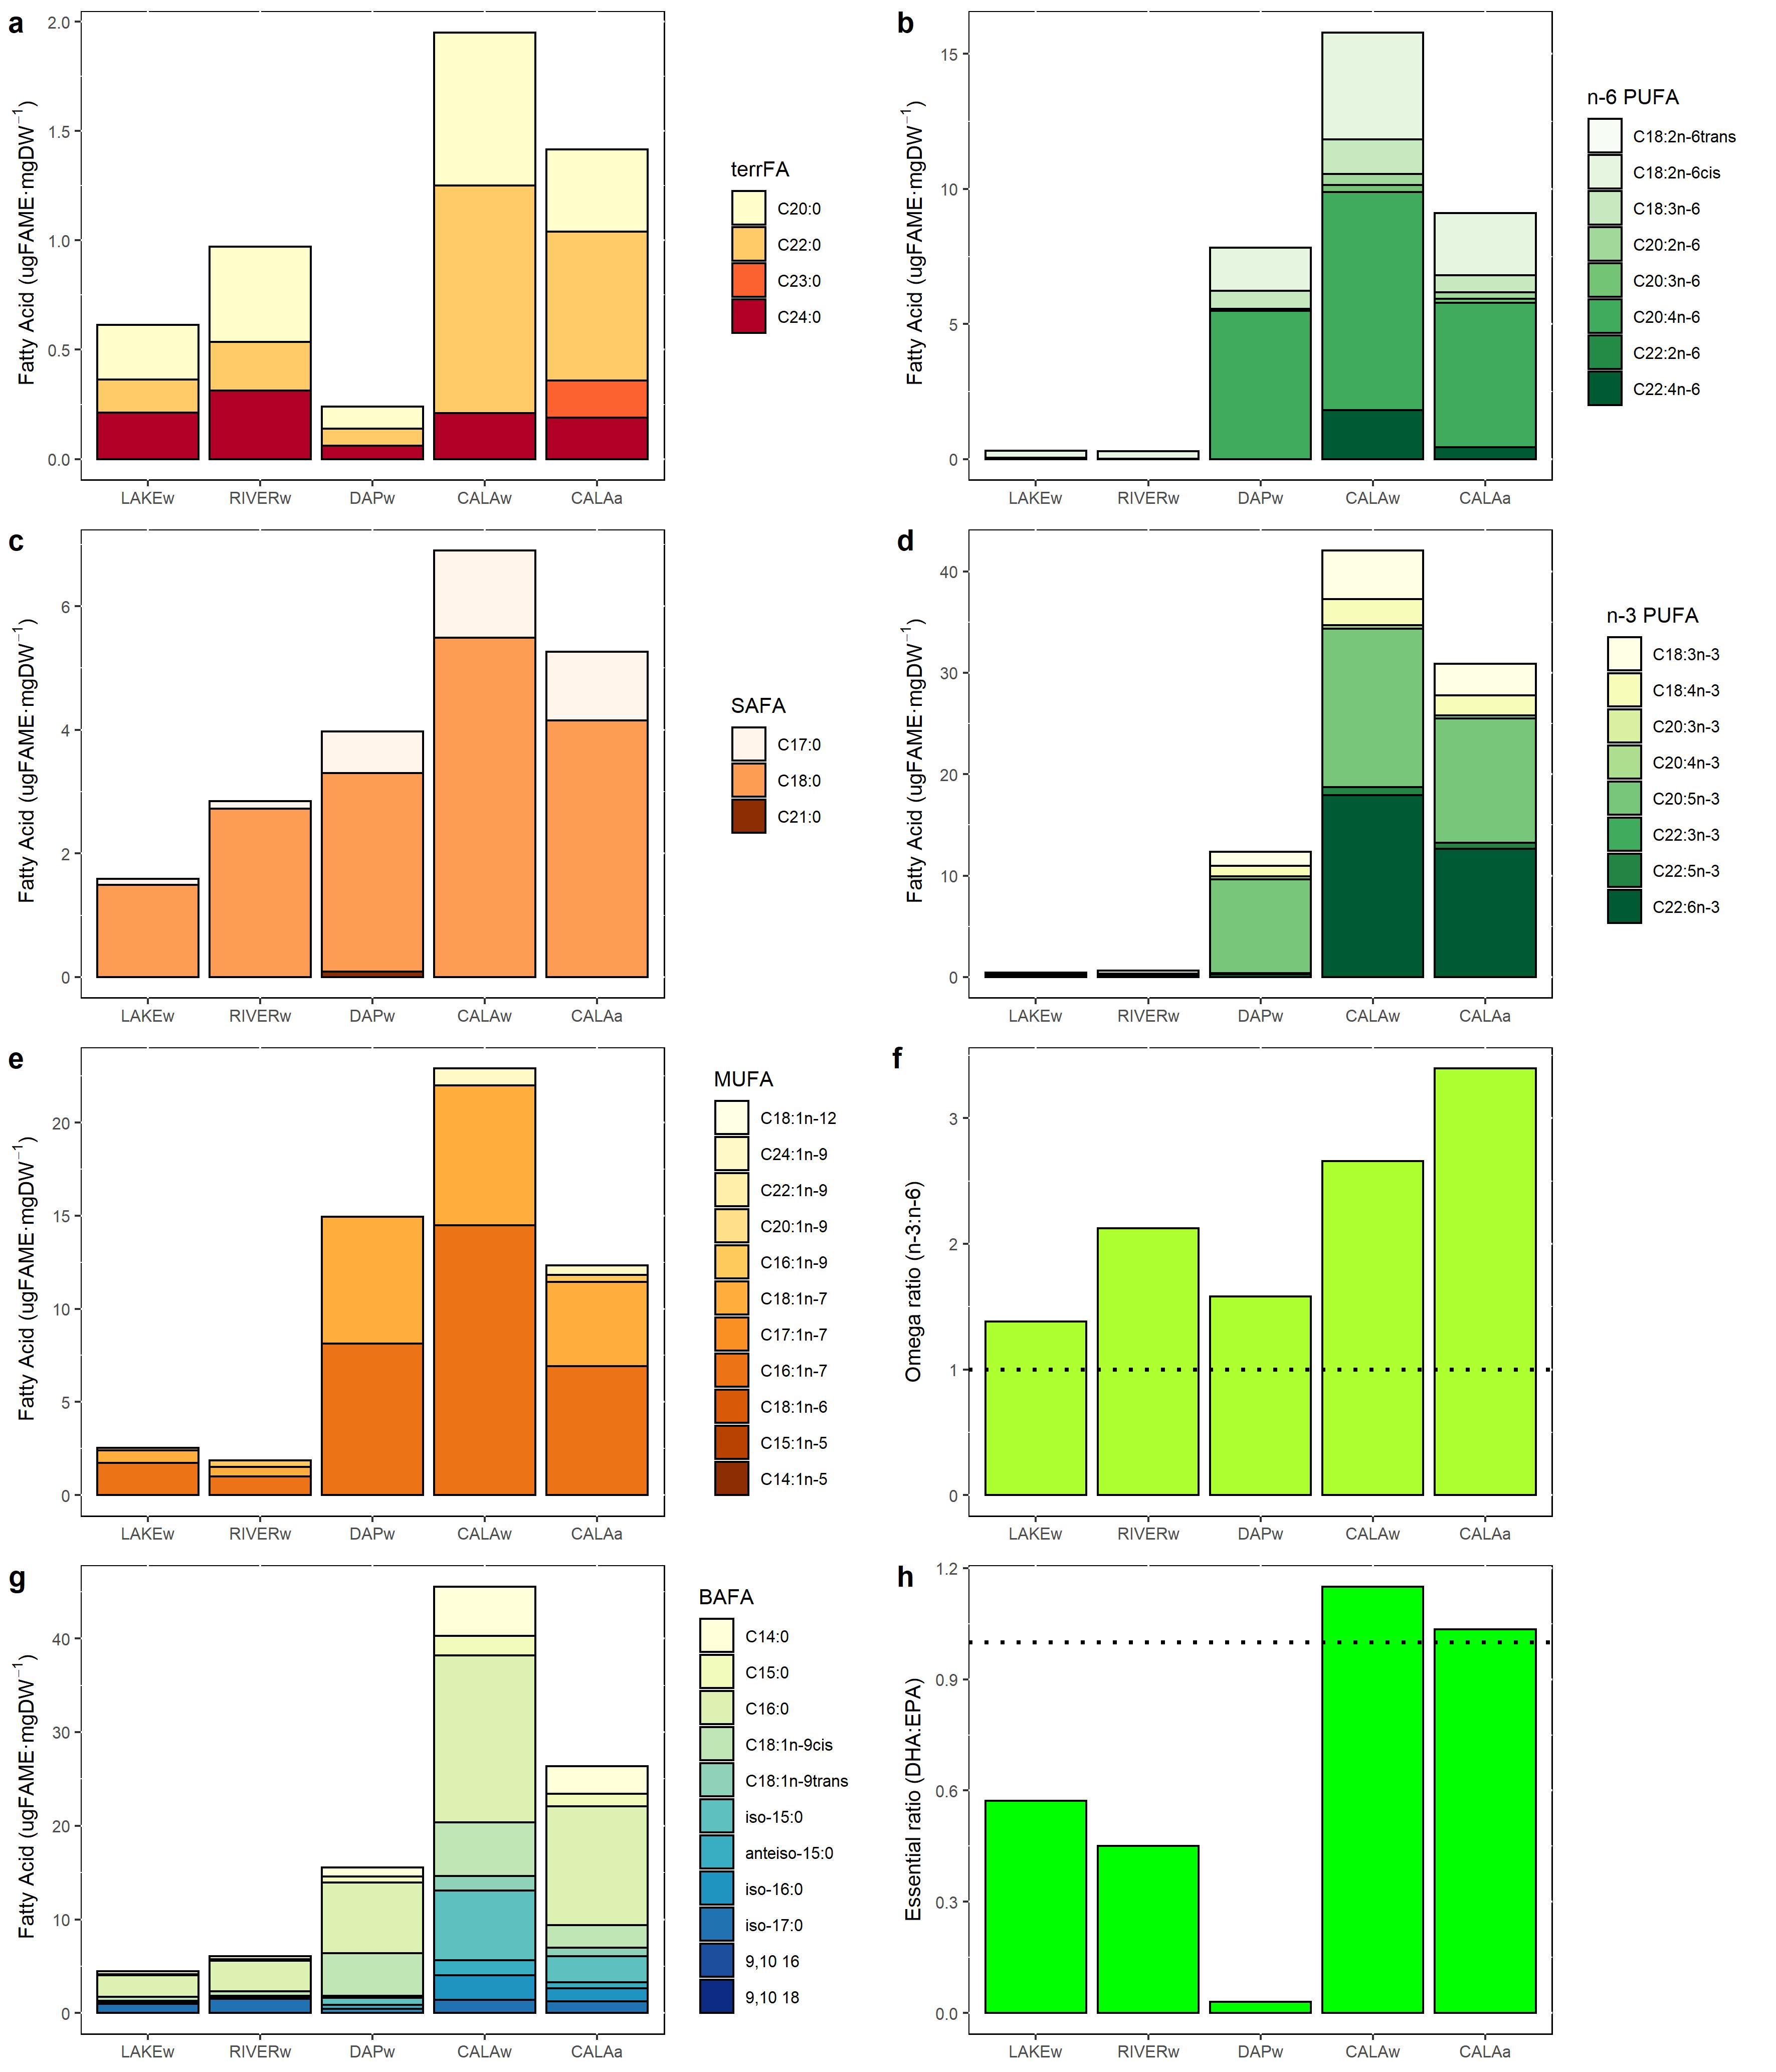 a
Fatty Acid (ugFAME·mgDW⁻¹)
2.0
1.5
1.0
0.5
0.0
LAKEw RIVERw DAPw CALAw CALAa
terrFA
C20:0
C22:0
C23:0
C24:0
b
Fatty Acid (ugFAME·mgDW⁻¹)
15
10
5
0
LAKEw RIVERw DAPw CALAw CALAa
n-6 PUFA
C18:2n-6trans
C18:2n-6cis
C18:3n-6
C20:2n-6
C20:3n-6
C20:4n-6
C22:2n-6
C22:4n-6
c
Fatty Acid (ugFAME·mgDW⁻¹)
6
4
2
0
LAKEw RIVERw DAPw CALAw CALAa
SAFA
C17:0
C18:0
C21:0
d
Fatty Acid (ugFAME·mgDW⁻¹)
40
30
20
10
0
LAKEw RIVERw DAPw CALAw CALAa
n-3 PUFA
C18:3n-3
C18:4n-3
C20:3n-3
C20:4n-3
C20:5n-3
C22:3n-3
C22:5n-3
C22:6n-3
e
Fatty Acid (ugFAME·mgDW⁻¹)
20
15
10
5
0
LAKEw RIVERw DAPw CALAw CALAa
MUFA
C18:1n-12
C24:1n-9
C22:1n-9
C20:1n-9
C16:1n-9
C18:1n-7
C17:1n-7
C16:1n-7
C18:1n-6
C15:1n-5
C14:1n-5
f
Omega ratio (n-3:n-6)
3
2
1
0
LAKEw RIVERw DAPw CALAw CALAa
g
Fatty Acid (ugFAME·mgDW⁻¹)
40
30
20
10
0
LAKEw RIVERw DAPw CALAw CALAa
BAFA
C14:0
C15:0
C16:0
C18:1n-9cis
C18:1n-9trans
iso-15:0
anteiso-15:0
iso-16:0
iso-17:0
9,10 16
9,10 18
h
Essential ratio (DHA:EPA)
1.2
0.9
0.6
0.3
0.0
LAKEw RIVERw DAPw CALAw CALAa